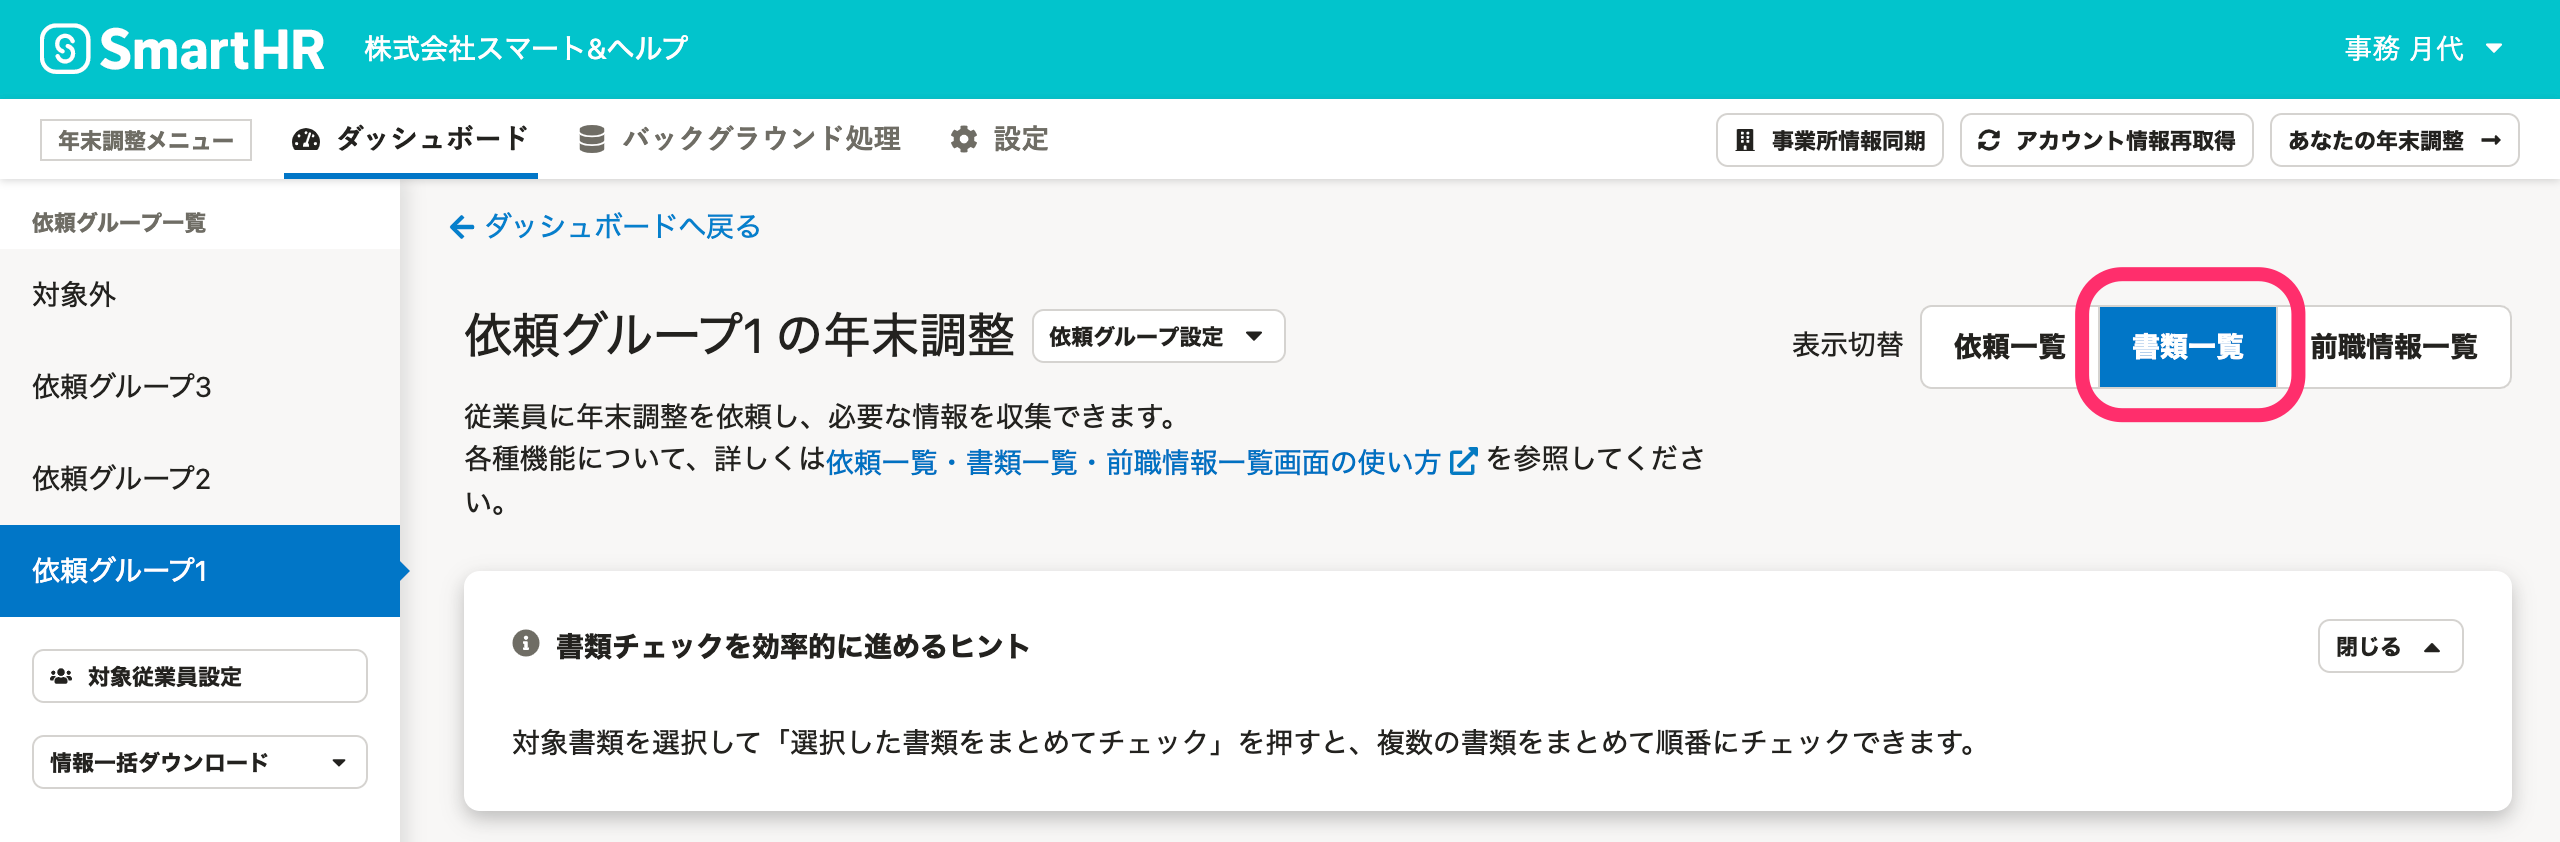 SmartHR 株式会社スマート&ヘルプ 事務 月代
年末調整メニュー ダッシュボード バックグラウンド処理 設定 事業所情報同期 アカウント情報再取得 あなたの年末調整 →
依頼グループ一覧
対象外
依頼グループ3
依頼グループ2
依頼グループ1
対象従業員設定
情報一括ダウンロード
← ダッシュボードへ戻る
依頼グループ1 の年末調整 依頼グループ設定 表示切替 依頼一覧 書類一覧 前職情報一覧
従業員に年末調整を依頼し、必要な情報を収集できます。
各種機能について、詳しくは依頼一覧・書類一覧・前職情報一覧画面の使い方 を参照してくださ
い。
書類チェックを効率的に進めるヒント 閉じる
対象書類を選択して「選択した書類をまとめてチェック」を押すと、複数の書類をまとめて順番にチェックできます。